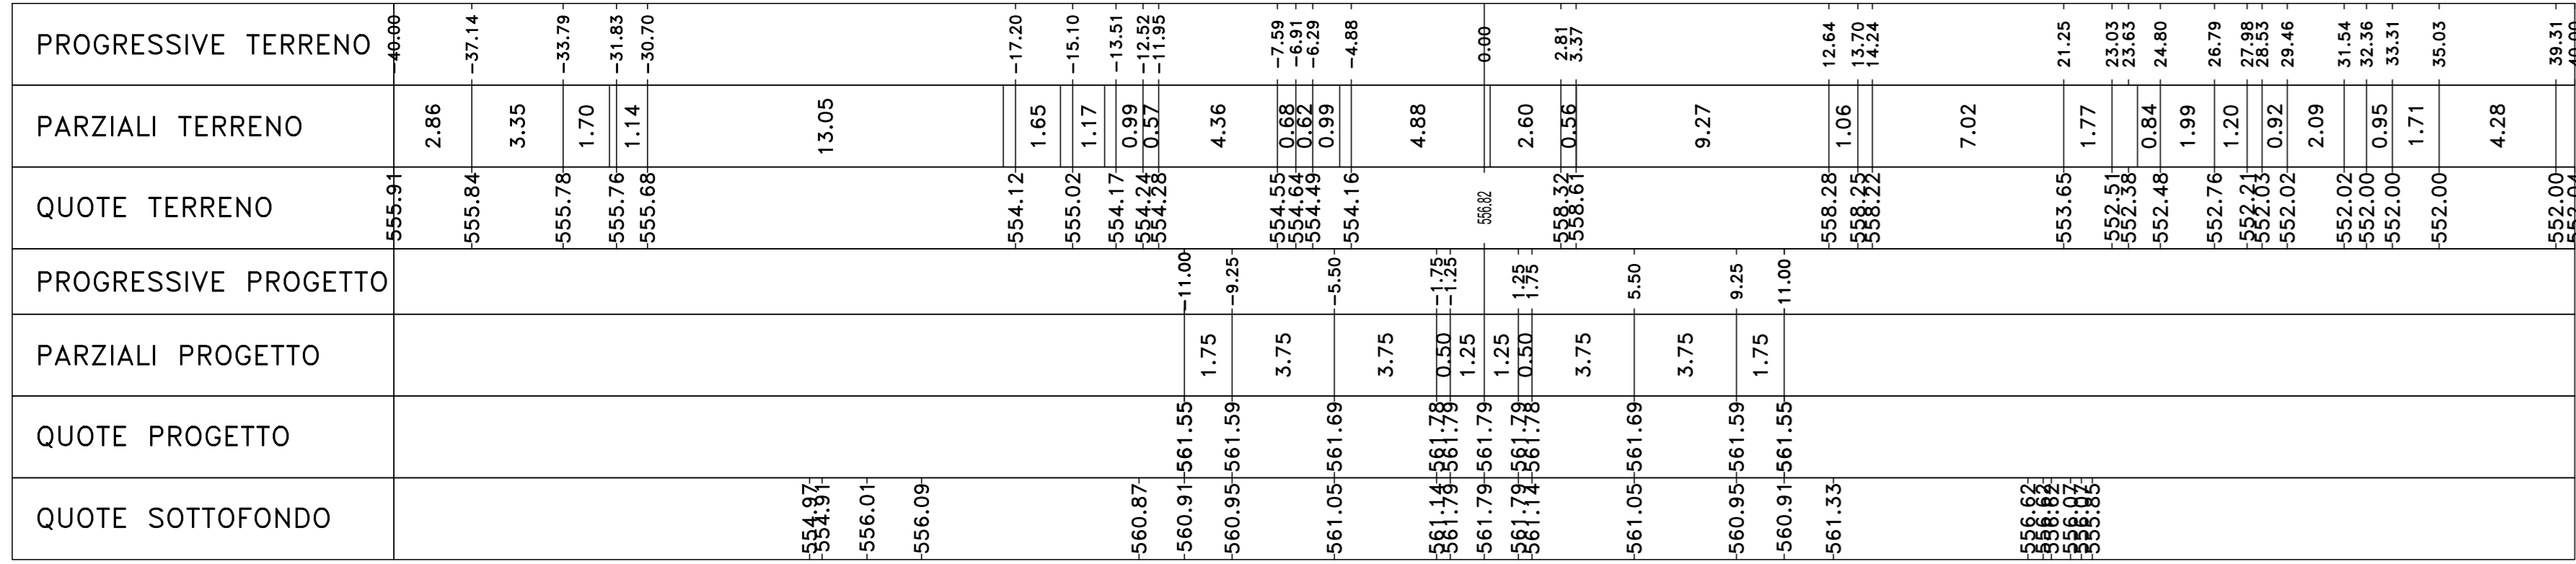 PROGRESSIVE TERRENO -40.00 -37.14 -33.79 -31.83 -30.70 -17.20 -15.10 -13.51 -12.52 -11.95 -7.59 -6.91 -6.29 -4.88 0.00 2.81 3.37 12.64 13.70 14.24 21.25 23.03 23.63 24.80 26.79 27.98 28.53 29.46 31.54 32.36 33.31 35.03 39.31
PARZIALI TERRENO 2.86 3.35 1.70 1.14 13.05 1.65 1.17 0.99 0.57 4.36 0.68 0.62 0.99 4.88 2.60 0.56 9.27 1.06 7.02 1.77 0.84 1.99 1.20 0.92 2.09 0.95 1.71 4.28
QUOTE TERRENO 555.91 555.84 555.78 555.76 555.68 554.12 555.02 554.17 554.24 554.28 554.55 554.64 554.49 554.16 556.82 558.32 558.61 558.28 558.25 558.22 553.65 552.51 552.38 552.48 552.76 552.21 552.03 552.02 552.02 552.00 552.00 552.00 552.00
PROGRESSIVE PROGETTO -11.00 -9.25 -5.50 -1.75 -1.25 1.25 1.75 5.50 9.25 11.00
PARZIALI PROGETTO 1.75 3.75 3.75 0.50 1.25 1.25 0.50 3.75 3.75 1.75
QUOTE PROGETTO 561.55 561.59 561.69 561.78 561.79 561.79 561.79 561.78 561.69 561.59 561.55
QUOTE SOTTOFONDO 554.97 554.91 556.01 556.09 560.87 560.91 560.95 561.05 561.14 561.79 561.79 561.79 561.14 561.05 560.95 560.91 561.33 556.62 556.62 556.07 555.85